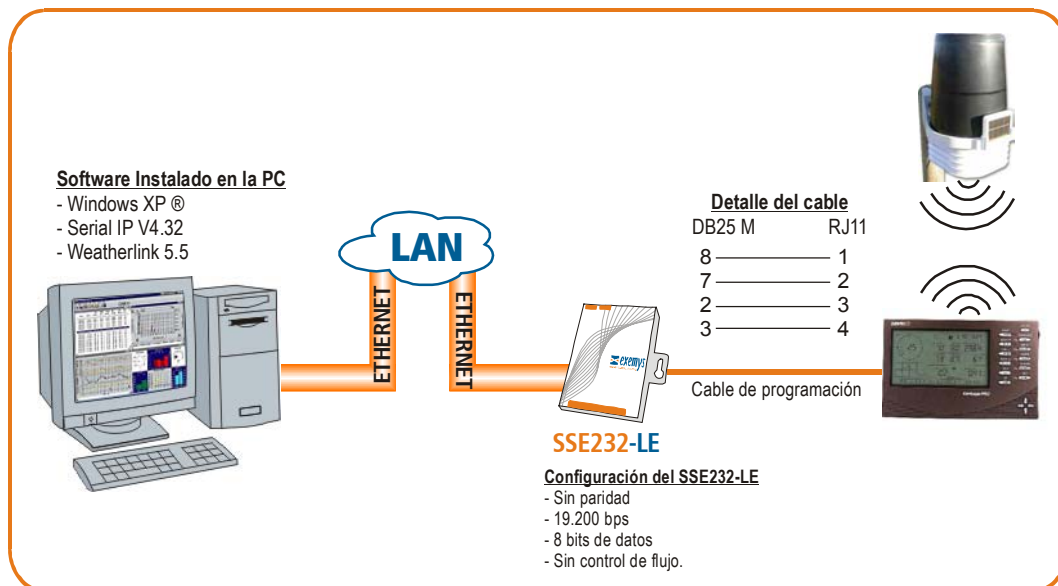 Software Instalado en la PC
- Windows XP ®
- Serial IP V4.32
- Weatherlink 5.5
LAN
ETHERNET
ETHERNET
exemys
SSE232-LE
Configuración del SSE232-LE
- Sin paridad
- 19.200 bps
- 8 bits de datos
- Sin control de flujo.
Detalle del cable
DB25 M RJ11
8 1
7 2
2 3
3 4
Cable de programación